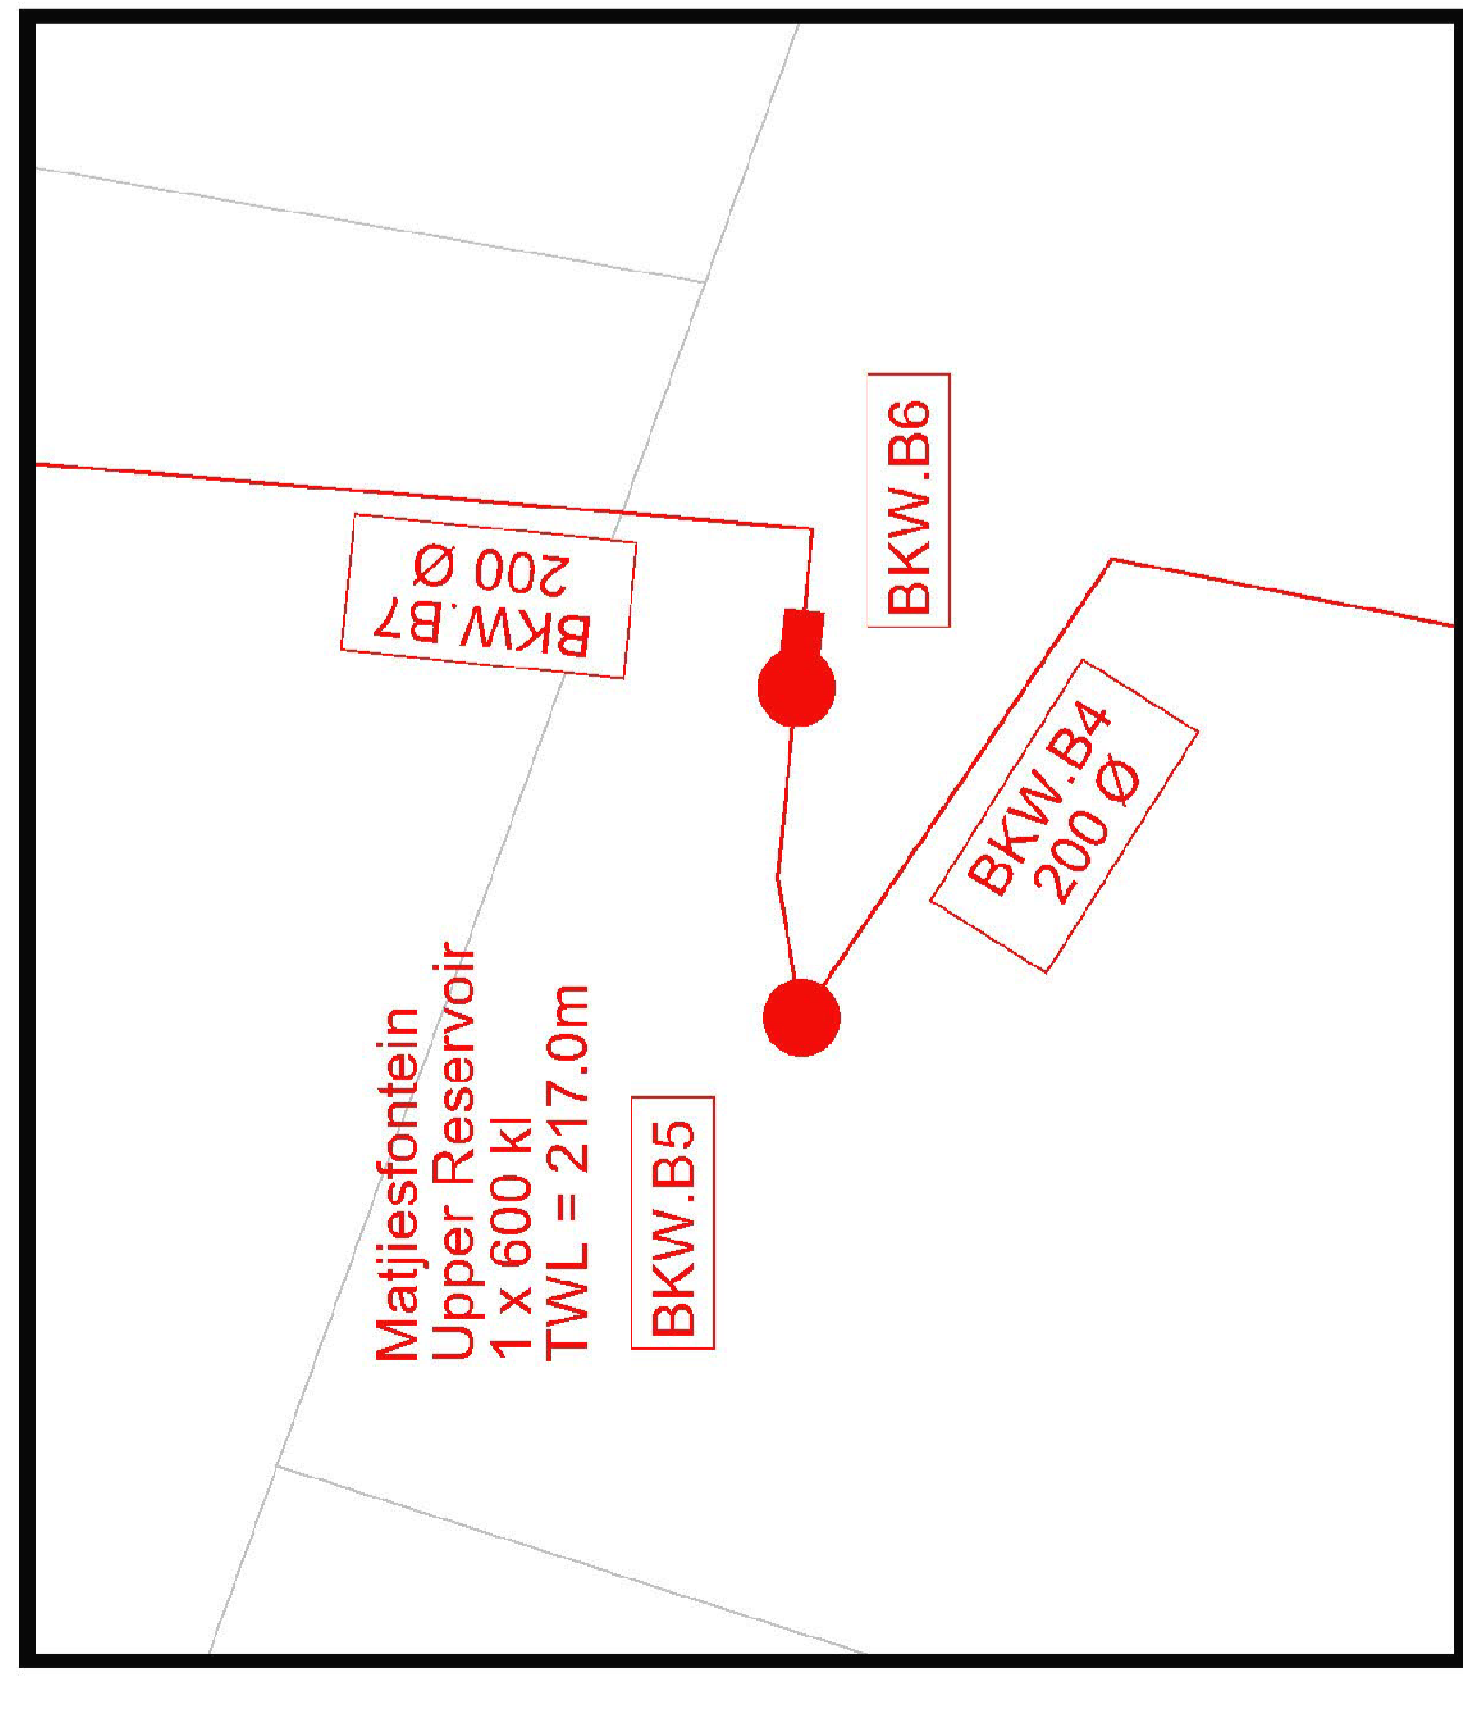 BKW.B6
BKW.B7
200 Ø
BKW.B4
200 Ø
Matjiesfontein
Upper Reservoir
1 x 600 kl
TWL = 217.0m
BKW.B5